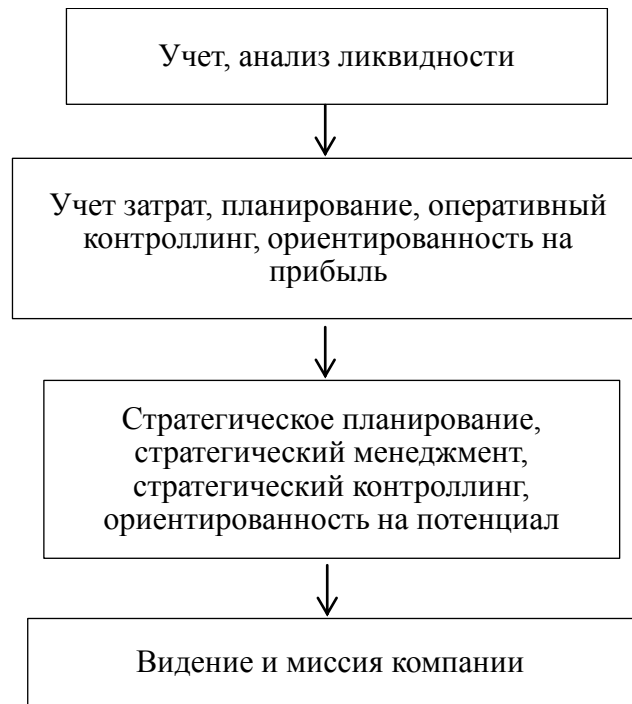 Учет, анализ ликвидности
Учет затрат, планирование, оперативный
контроллинг, ориентированность на
прибыль
Стратегическое планирование,
стратегический менеджмент,
стратегический контроллинг,
ориентированность на потенциал
Видение и миссия компании